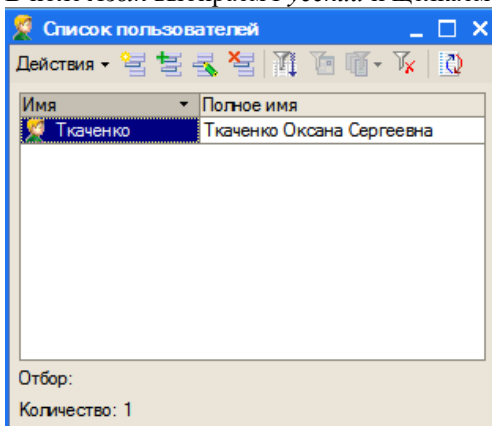 Список пользователей
Действия
Имя Полное имя
Ткаченко Ткаченко Оксана Сергеевна
Отбор:
Количество: 1